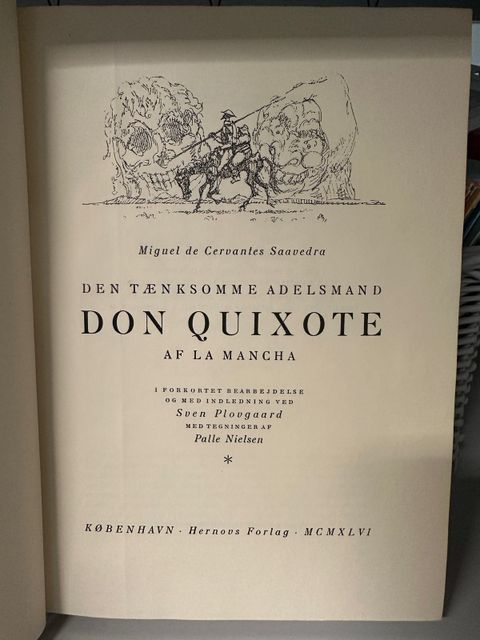 Miguel de Cervantes Saavedra
DEN TÆNKSOMME ADELSMAND
DON QUIXOTE
AF LA MANCHA
I FORKORTET BEARBEJDELSE
OG MED INDLEDNING VED
Sven Plovgaard
MED TEGNINGER AF
Palle Nielsen
*
KØBENHAVN · Hernovs Forlag · MCMXLVI